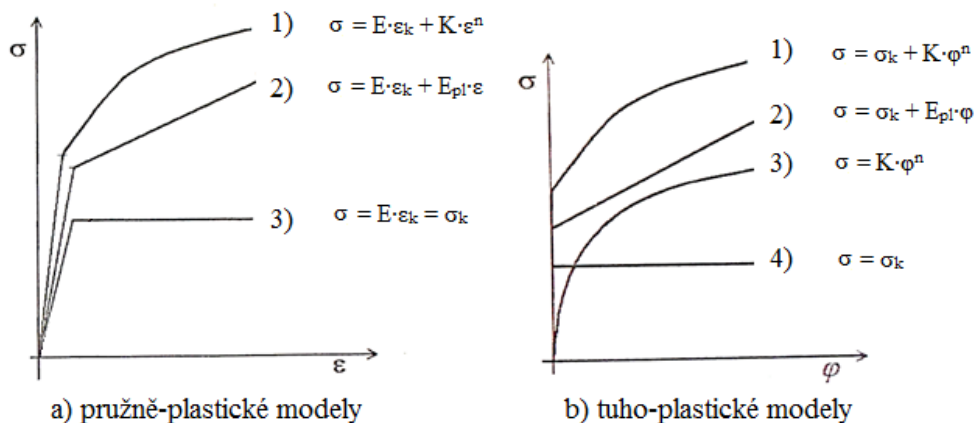 σ
1) σ = E·εₖ + K·εⁿ
2) σ = E·εₖ + Eₚₗ·ε
3) σ = E·εₖ = σₖ
ε
a) pružně-plastické modely
σ
1) σ = σₖ + K·φⁿ
2) σ = σₖ + Eₚₗ·φ
3) σ = K·φⁿ
4) σ = σₖ
φ
b) tuho-plastické modely